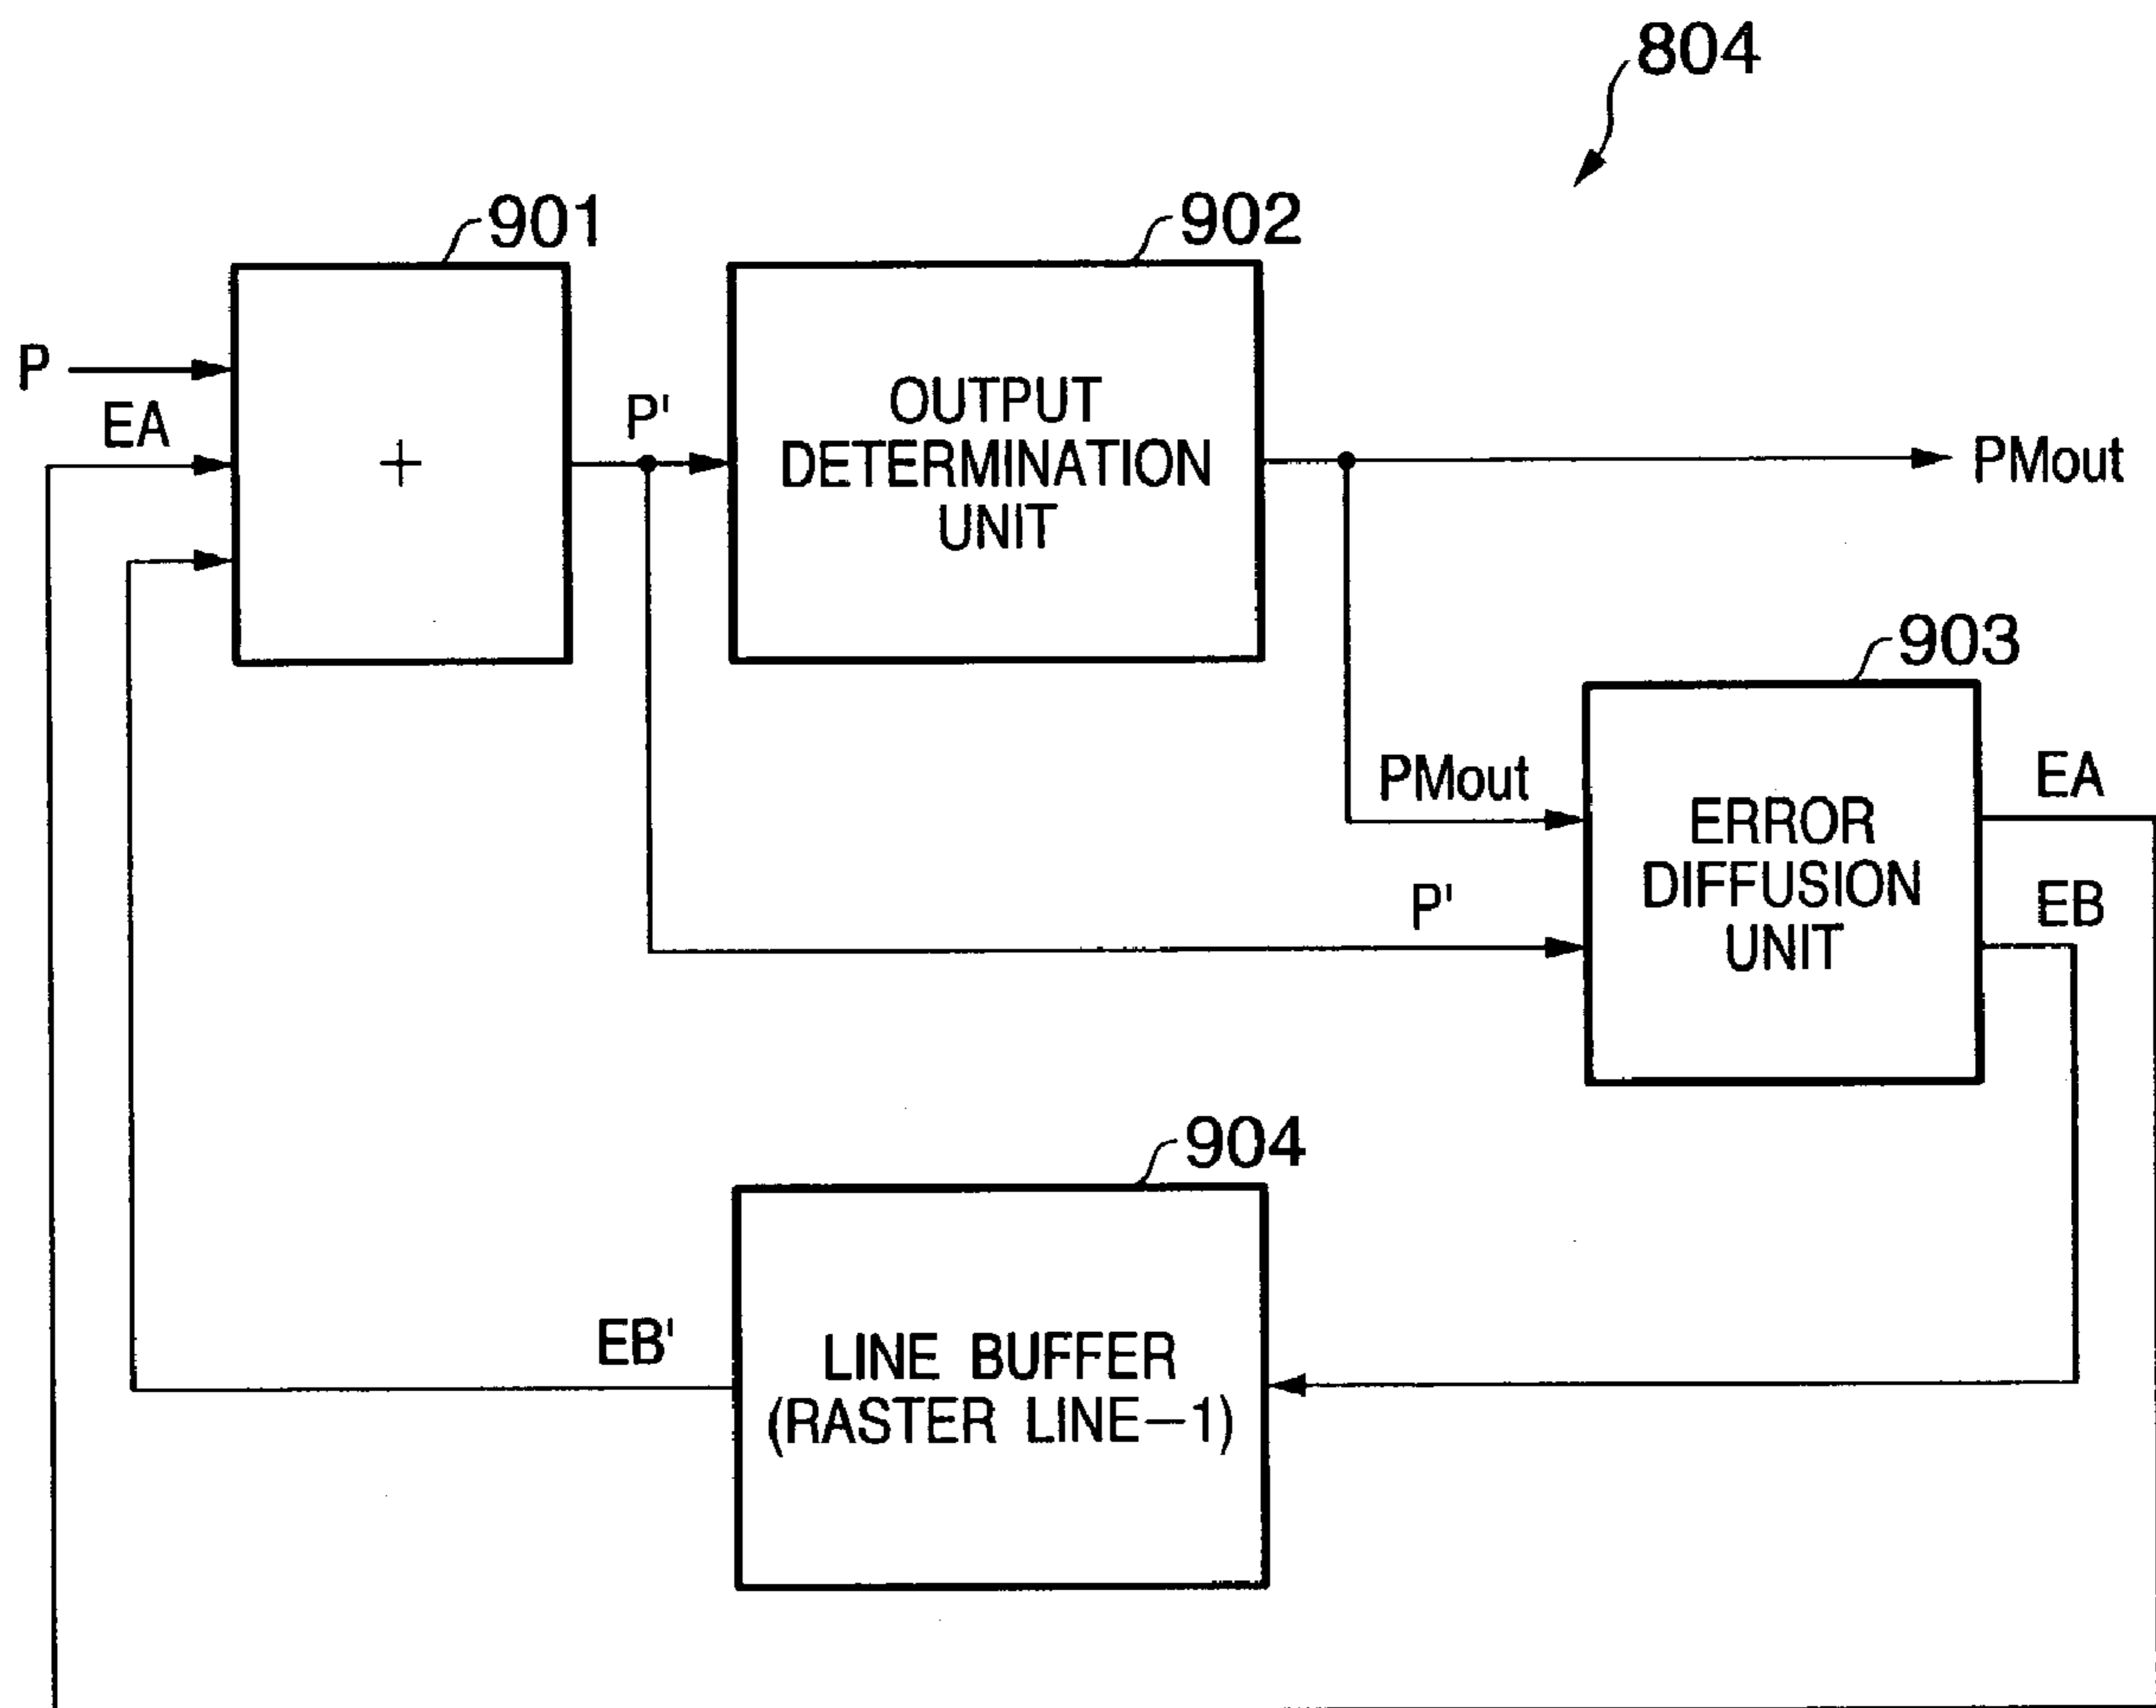 804
901
902
P
EA
+
P'
OUTPUT
DETERMINATION
UNIT
PMout
903
PMout
P'
ERROR
DIFFUSION
UNIT
EA
EB
904
EB'
LINE BUFFER
(RASTER LINE—1)